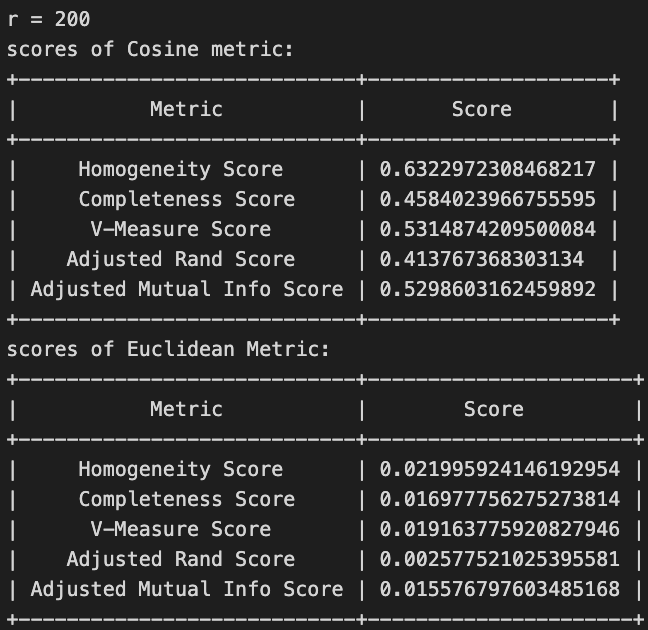 r = 200
scores of Cosine metric:
+----------------------------+--------------------+
|           Metric           |       Score        |
+----------------------------+--------------------+
|     Homogeneity Score      | 0.6322972308468217 |
|     Completeness Score     | 0.4584023966755595 |
|      V-Measure Score       | 0.5314874209500084 |
|    Adjusted Rand Score     | 0.413767368303134  |
| Adjusted Mutual Info Score | 0.5298603162459892 |
+----------------------------+--------------------+
scores of Euclidean Metric:
+----------------------------+----------------------+
|           Metric           |        Score         |
+----------------------------+----------------------+
|     Homogeneity Score      | 0.021995924146192954 |
|     Completeness Score     | 0.016977756275273814 |
|      V-Measure Score       | 0.019163775920827946 |
|    Adjusted Rand Score     | 0.002577521025395581 |
| Adjusted Mutual Info Score | 0.015576797603485168 |
+----------------------------+----------------------+